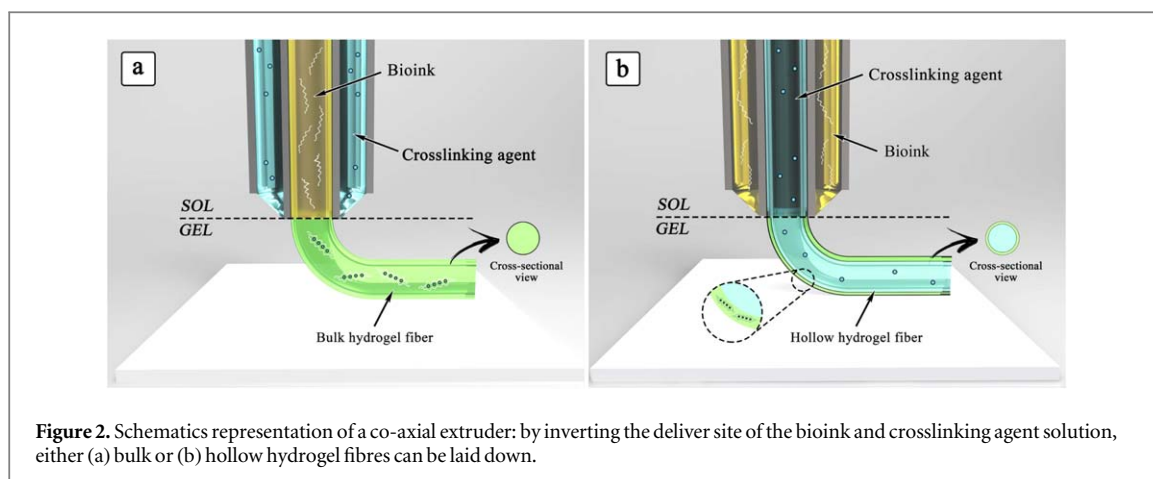 a
Bioink
Crosslinking agent
SOL
GEL
Cross-sectional
view
Bulk hydrogel fiber
b
Crosslinking agent
Bioink
SOL
GEL
Cross-sectional
view
Hollow hydrogel fiber
Figure 2. Schematics representation of a co-axial extruder: by inverting the deliver site of the bioink and crosslinking agent solution,
either (a) bulk or (b) hollow hydrogel fibres can be laid down.